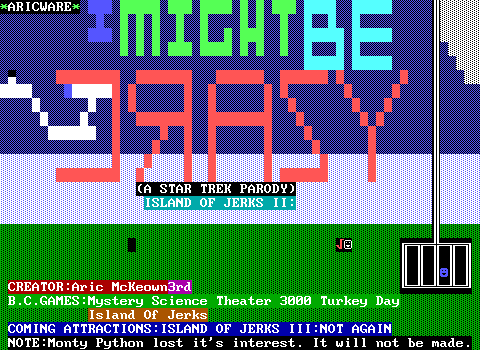 *ARICWARE*
I MIGHT BE
CRAZY
(A STAR TREK PARODY)
ISLAND OF JERKS II:
CREATOR:Aric McKeown3rd
B.C.GAMES:Mystery Science Theater 3000 Turkey Day
Island Of Jerks
COMING ATTRACTIONS:ISLAND OF JERKS III:NOT AGAIN
NOTE:Monty Python lost it's interest. It will not be made.